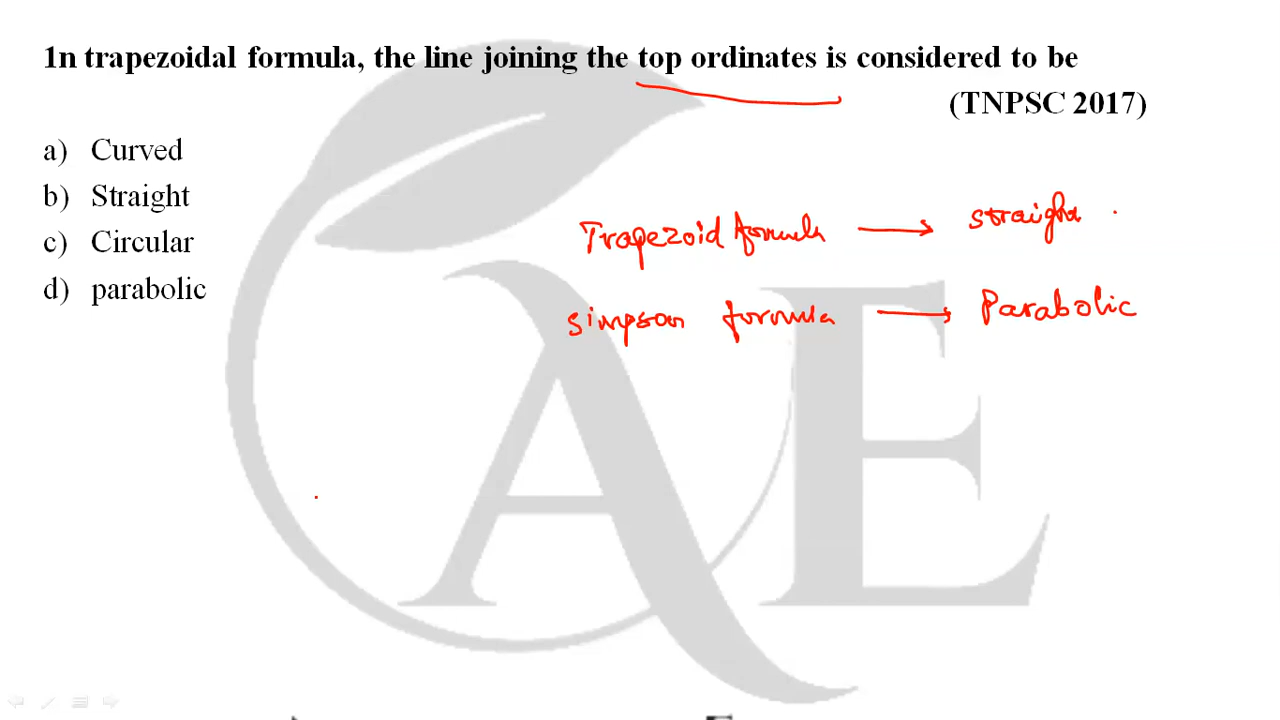 1n trapezoidal formula, the line joining the top ordinates is considered to be
(TNPSC 2017)
a) Curved
b) Straight
c) Circular
d) parabolic
Trapezoid formula → straight
simpson formula → Parabolic
AE